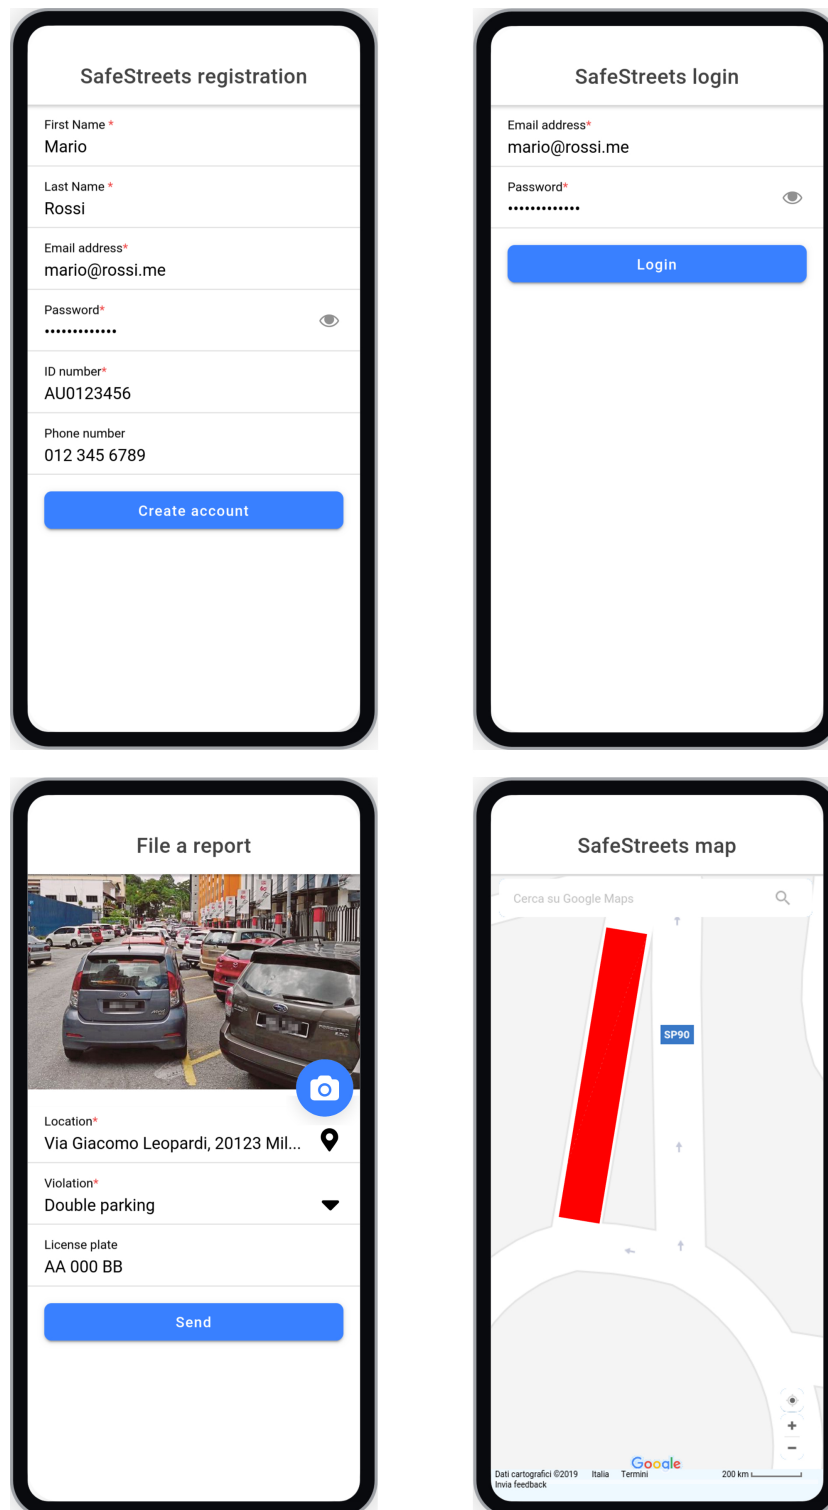 SafeStreets registration
First Name *
Mario
Last Name *
Rossi
Email address*
mario@rossi.me
Password*
•••••••••••••
ID number*
AU0123456
Phone number
012 345 6789
Create account
SafeStreets login
Email address*
mario@rossi.me
Password*
•••••••••••••
Login
File a report
Location*
Via Giacomo Leopardi, 20123 Mil...
Violation*
Double parking
License plate
AA 000 BB
Send
SafeStreets map
Cerca su Google Maps
SP90
Google
Dati cartografici ©2019 Italia Termini 200 km
Invia feedback